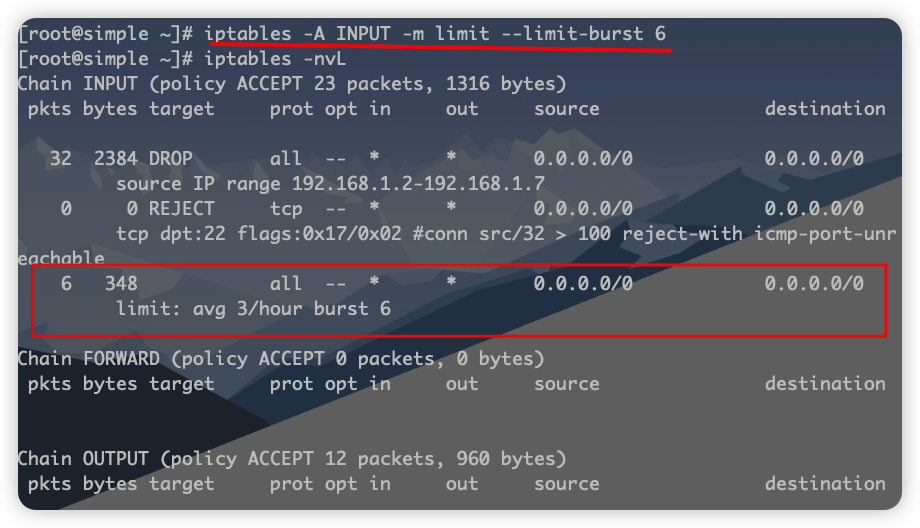 [root@simple ~]# iptables -A INPUT -m limit --limit-burst 6
[root@simple ~]# iptables -nvL
Chain INPUT (policy ACCEPT 23 packets, 1316 bytes)
 pkts bytes target     prot opt in     out     source               destination
   32  2384 DROP       all  --  *      *       0.0.0.0/0            0.0.0.0/0
         source IP range 192.168.1.2-192.168.1.7
    0     0 REJECT     tcp  --  *      *       0.0.0.0/0            0.0.0.0/0
         tcp dpt:22 flags:0x17/0x02 #conn src/32 > 100 reject-with icmp-port-unr
eachable
    6   348            all  --  *      *       0.0.0.0/0            0.0.0.0/0
         limit: avg 3/hour burst 6
Chain FORWARD (policy ACCEPT 0 packets, 0 bytes)
 pkts bytes target     prot opt in     out     source               destination
Chain OUTPUT (policy ACCEPT 12 packets, 960 bytes)
 pkts bytes target     prot opt in     out     source               destination